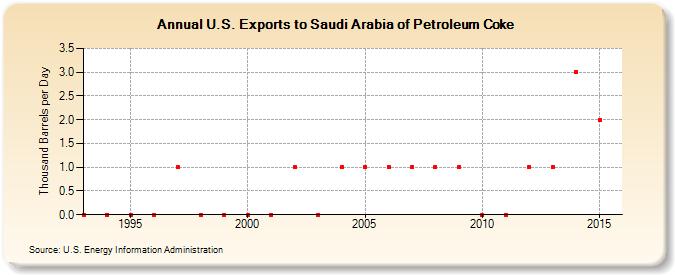 Annual U.S. Exports to Saudi Arabia of Petroleum Coke
Thousand Barrels per Day
3.5
3.0
2.5
2.0
1.5
1.0
0.5
0.0
1995 2000 2005 2010 2015
Source: U.S. Energy Information Administration